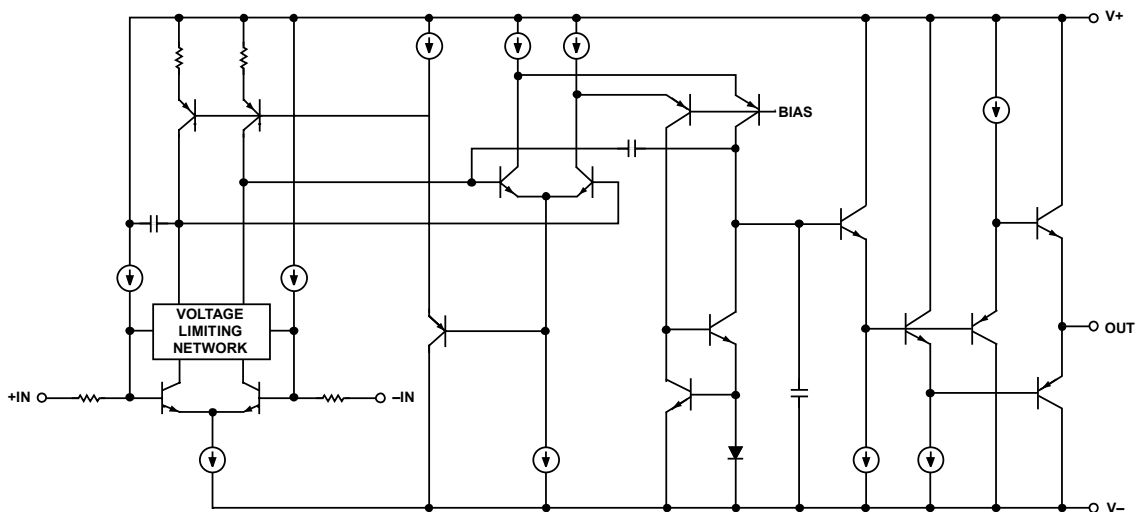 V+
BIAS
VOLTAGE
LIMITING
NETWORK
OUT
+IN
–IN
V–